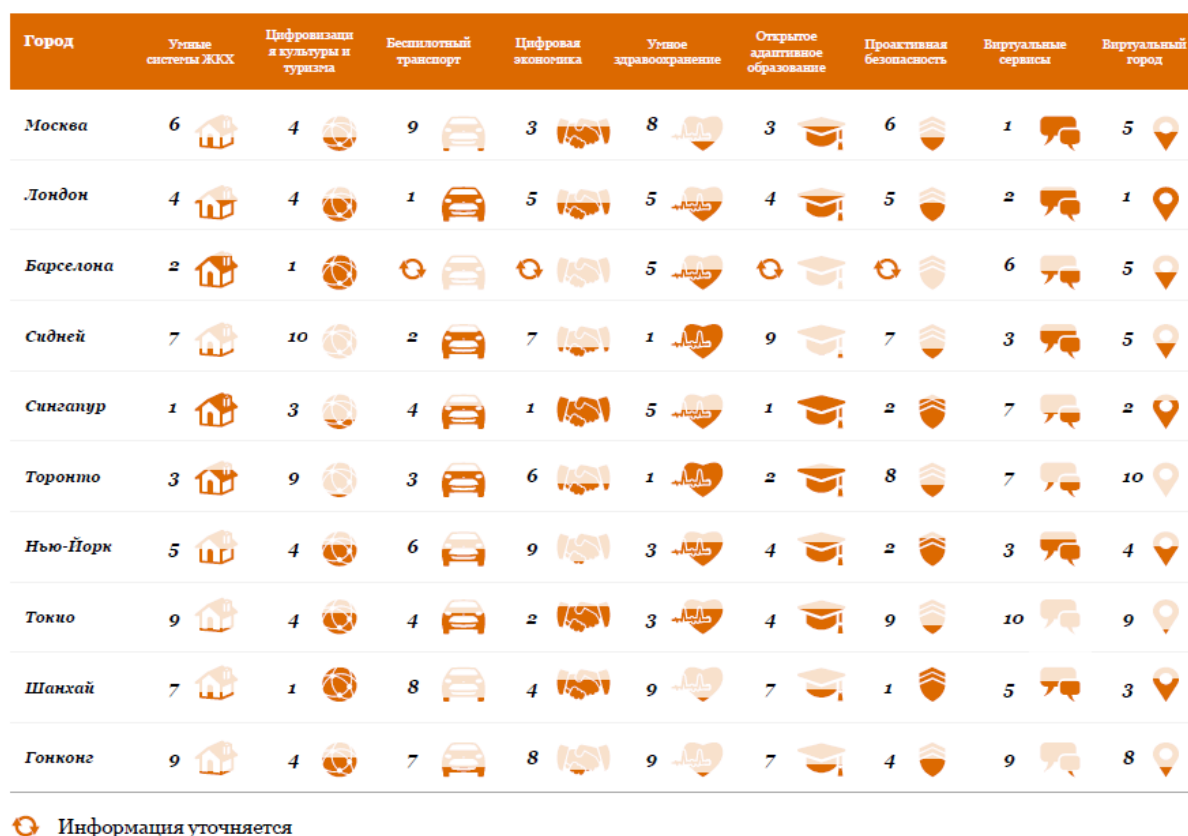 Город Умные системы ЖКХ Цифровизаци я культуры и туризма Беспилотный транспорт Цифровая экономика Умное здравоохранение Открытое адаптивное образование Проактивная безопасность Виртуальные сервисы Виртуальный город
Москва 6 4 9 3 8 3 6 1 5
Лондон 4 4 1 5 5 4 5 2 1
Барселона 2 1 5 6 5
Сидней 7 10 2 7 1 9 7 3 5
Сингапур 1 3 4 1 5 1 2 7 2
Торонто 3 9 3 6 1 2 8 7 10
Нью-Йорк 5 4 6 9 3 4 2 3 4
Токио 9 4 4 2 3 4 9 10 9
Шанхай 7 1 8 4 9 7 1 5 3
Гонконг 9 4 7 8 9 7 4 9 8
Информация уточняется